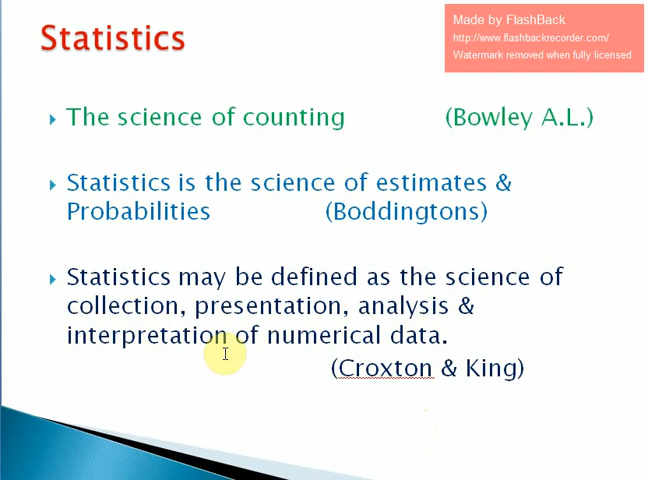 Statistics
Made by FlashBack
http://www.flashbackrecorder.com/
Watermark removed when fully licensed
The science of counting (Bowley A.L.)
Statistics is the science of estimates &
Probabilities (Boddingtons)
Statistics may be defined as the science of
collection, presentation, analysis &
interpretation of numerical data.
(Croxton & King)